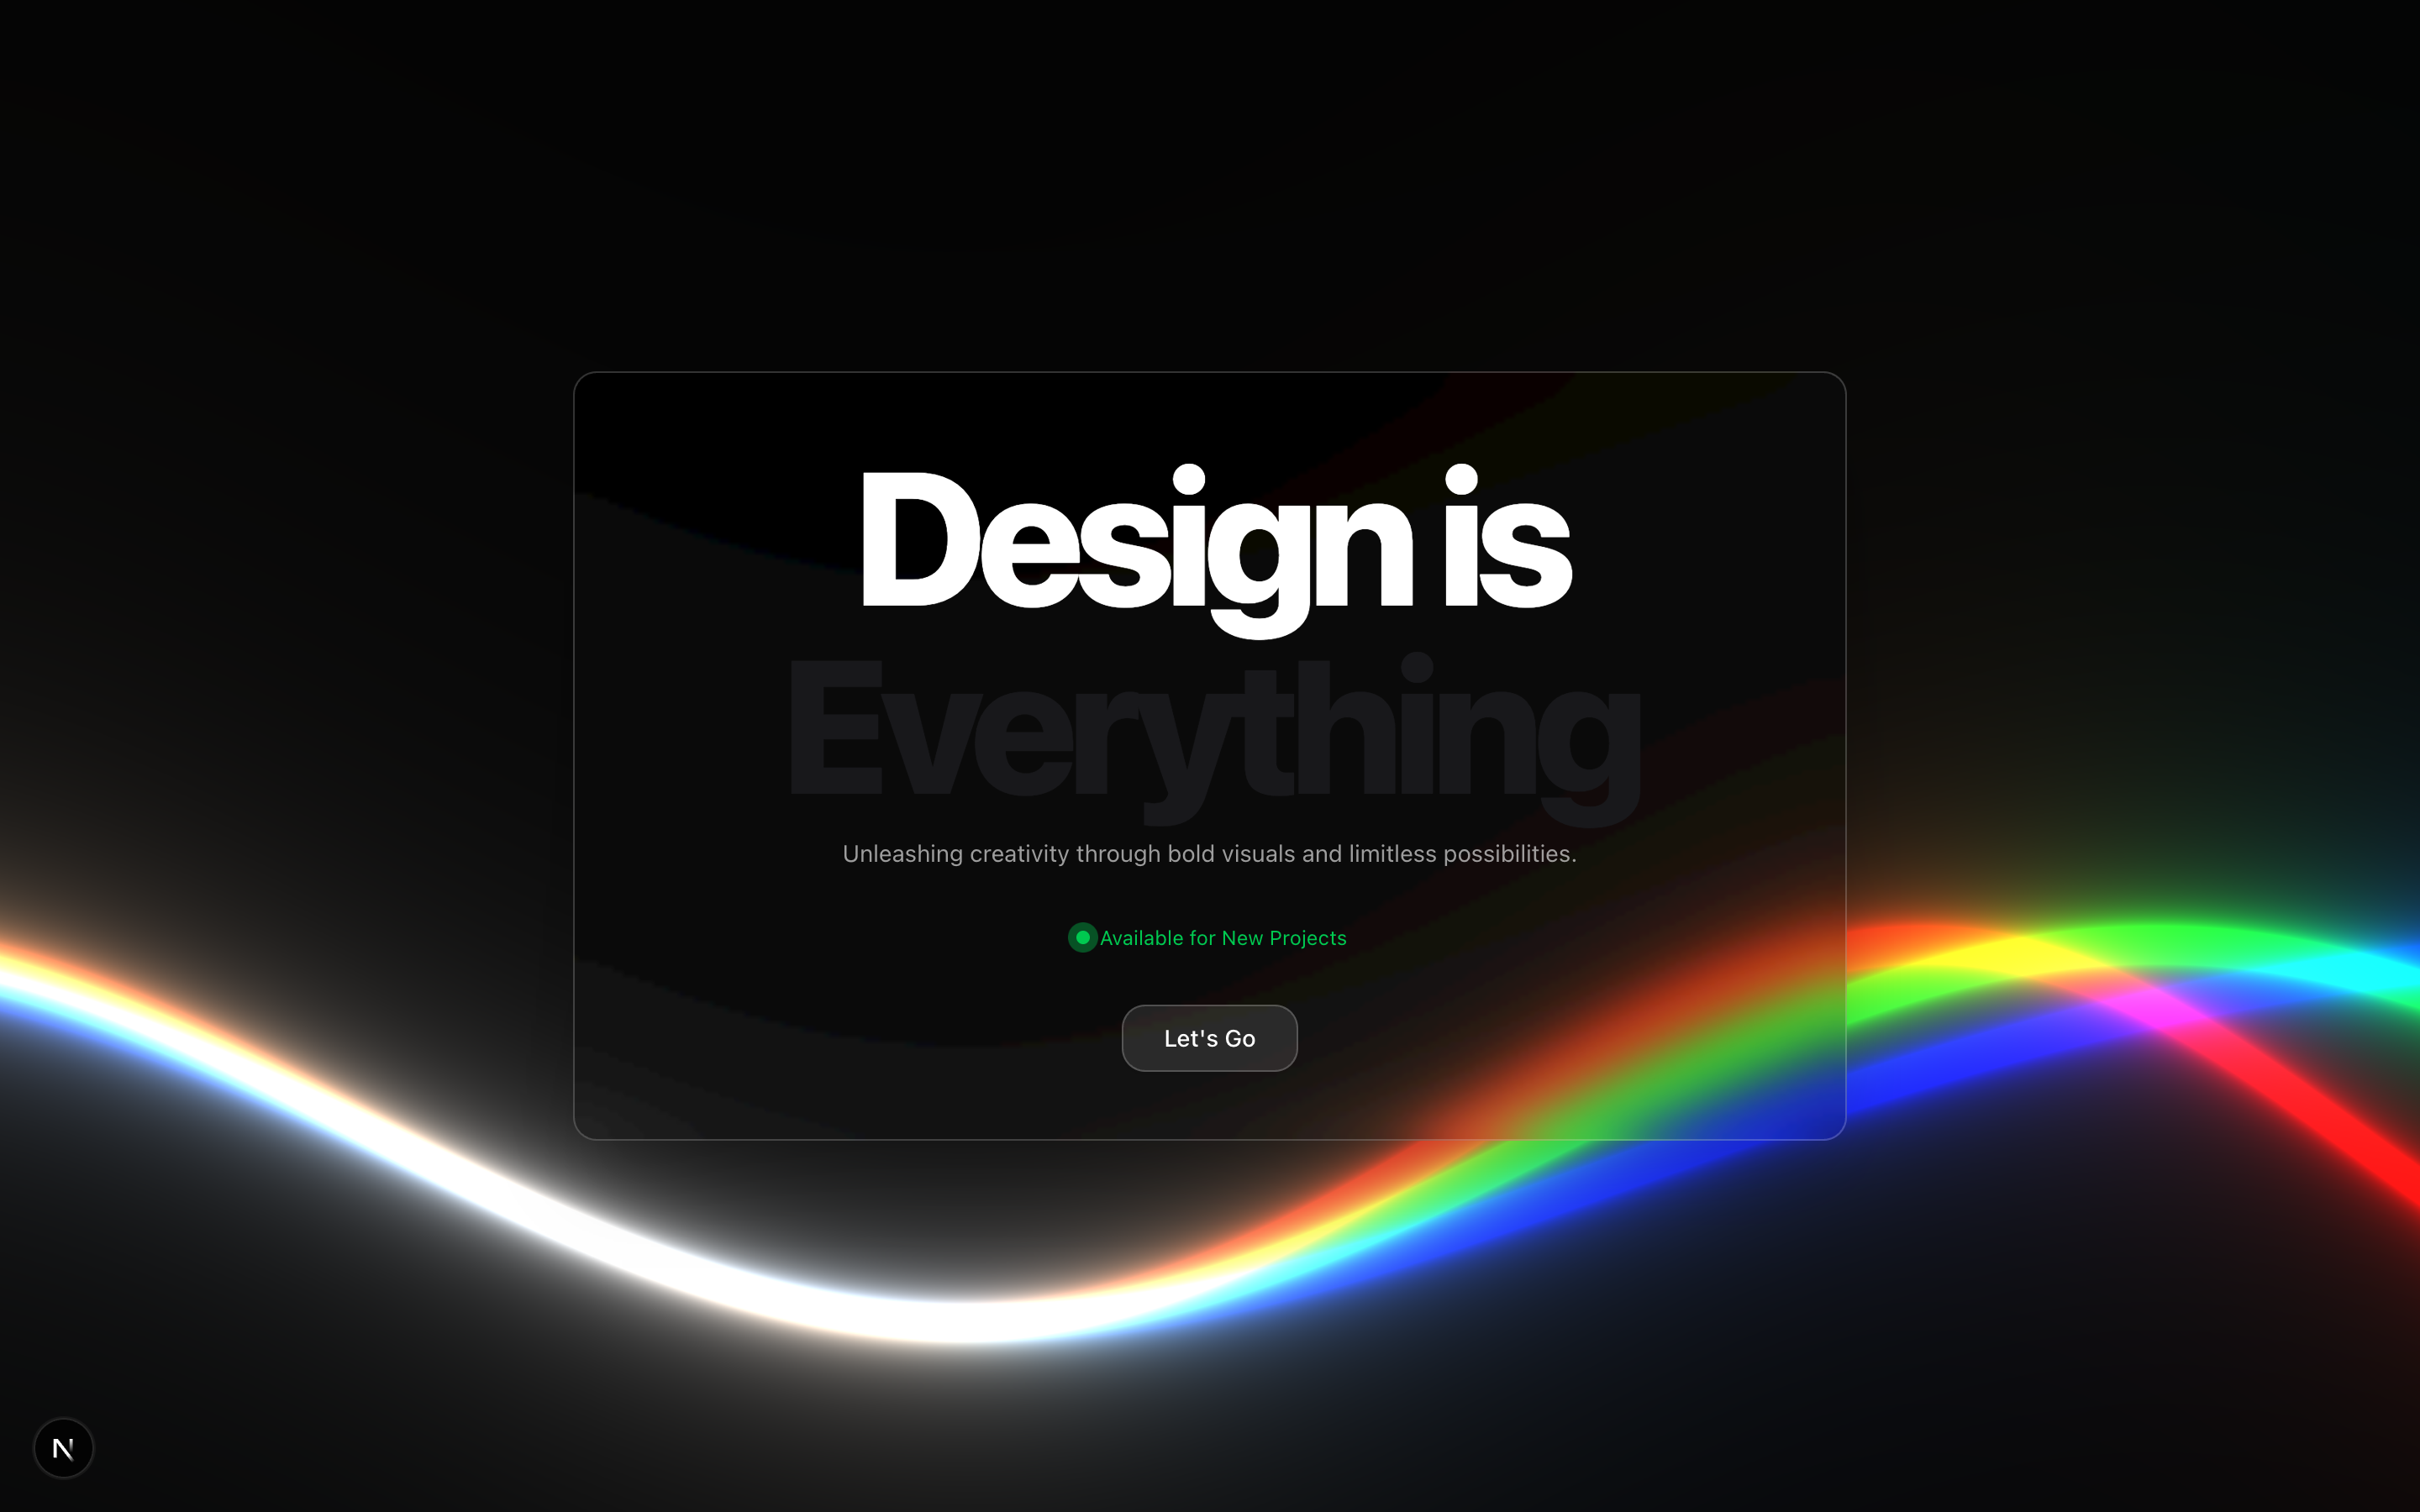 Design is
Everything
Unleashing creativity through bold visuals and limitless possibilities.
Available for New Projects
Let's Go
N